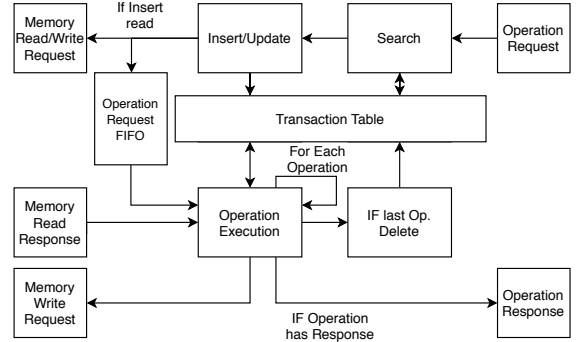 If Insert
read
Memory
Read/Write
Request
Insert/Update
Search
Operation
Request
Operation
Request
FIFO
Transaction Table
For Each
Operation
Memory
Read
Response
Operation
Execution
IF last Op.
Delete
Memory
Write
Request
IF Operation
has Response
Operation
Response